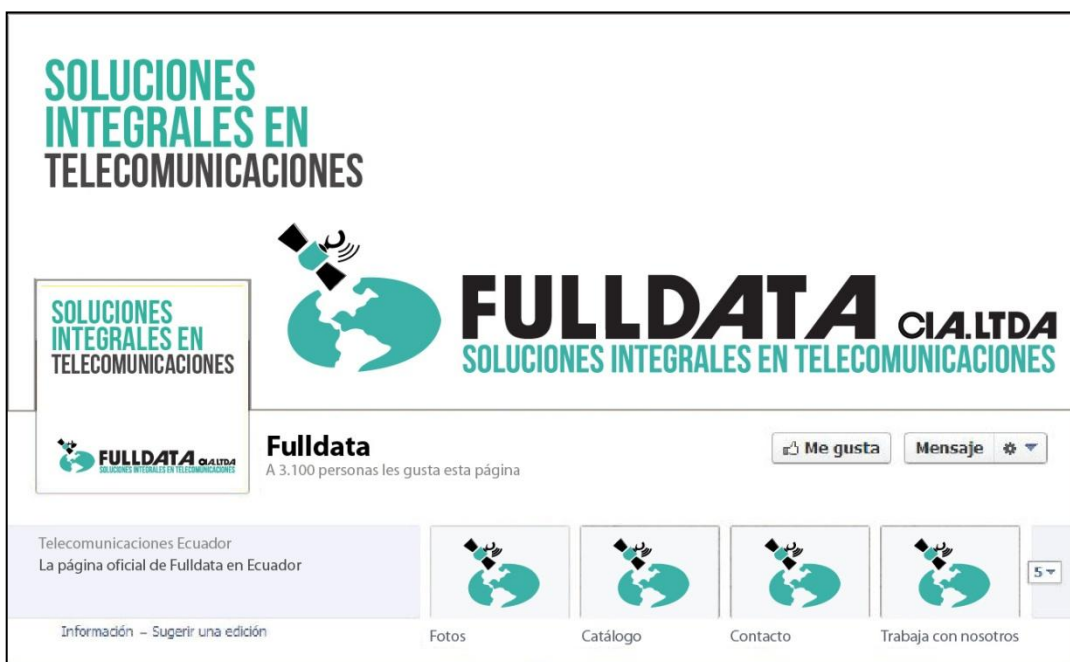 SOLUCIONES
INTEGRALES EN
TELECOMUNICACIONES
FULLDATA CIA.LTDA
SOLUCIONES INTEGRALES EN TELECOMUNICACIONES
SOLUCIONES
INTEGRALES EN
TELECOMUNICACIONES
FULLDATA CIA.LTDA
SOLUCIONES INTEGRALES EN TELECOMUNICACIONES
Fulldata
A 3.100 personas les gusta esta página
Me gusta
Mensaje
Telecomunicaciones Ecuador
La página oficial de Fulldata en Ecuador
Información – Sugerir una edición
Fotos
Catálogo
Contacto
Trabaja con nosotros
5